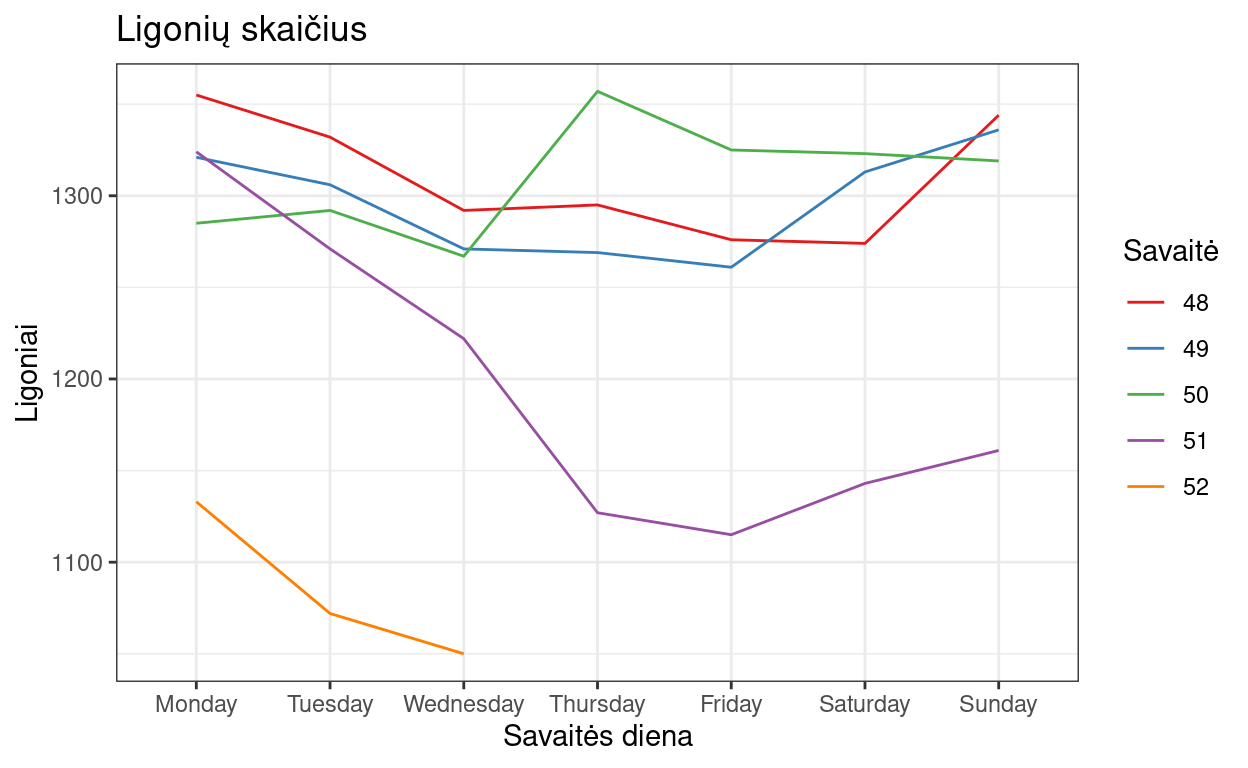 Ligonių skaičius
Ligoniai
1300
1200
1100
Monday Tuesday Wednesday Thursday Friday Saturday Sunday
Savaitės diena
Savaitė
48
49
50
51
52